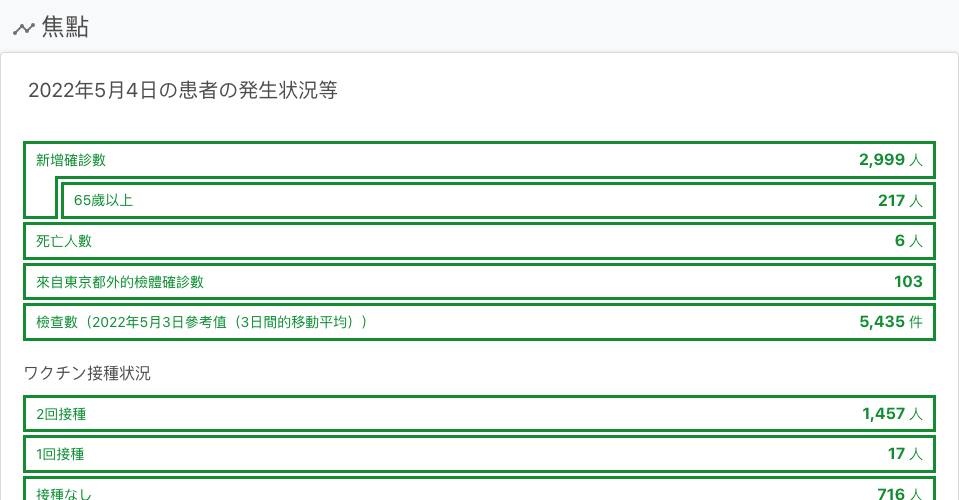 焦點
2022年5月4日の患者の発生状況等
新增確診數 2,999 人
65歲以上 217 人
死亡人數 6 人
來自東京都外的檢體確診數 103
檢查數（2022年5月3日參考值（3日間的移動平均）） 5,435 件
ワクチン接種状況
2回接種 1,457 人
1回接種 17 人
接種なし 716 人